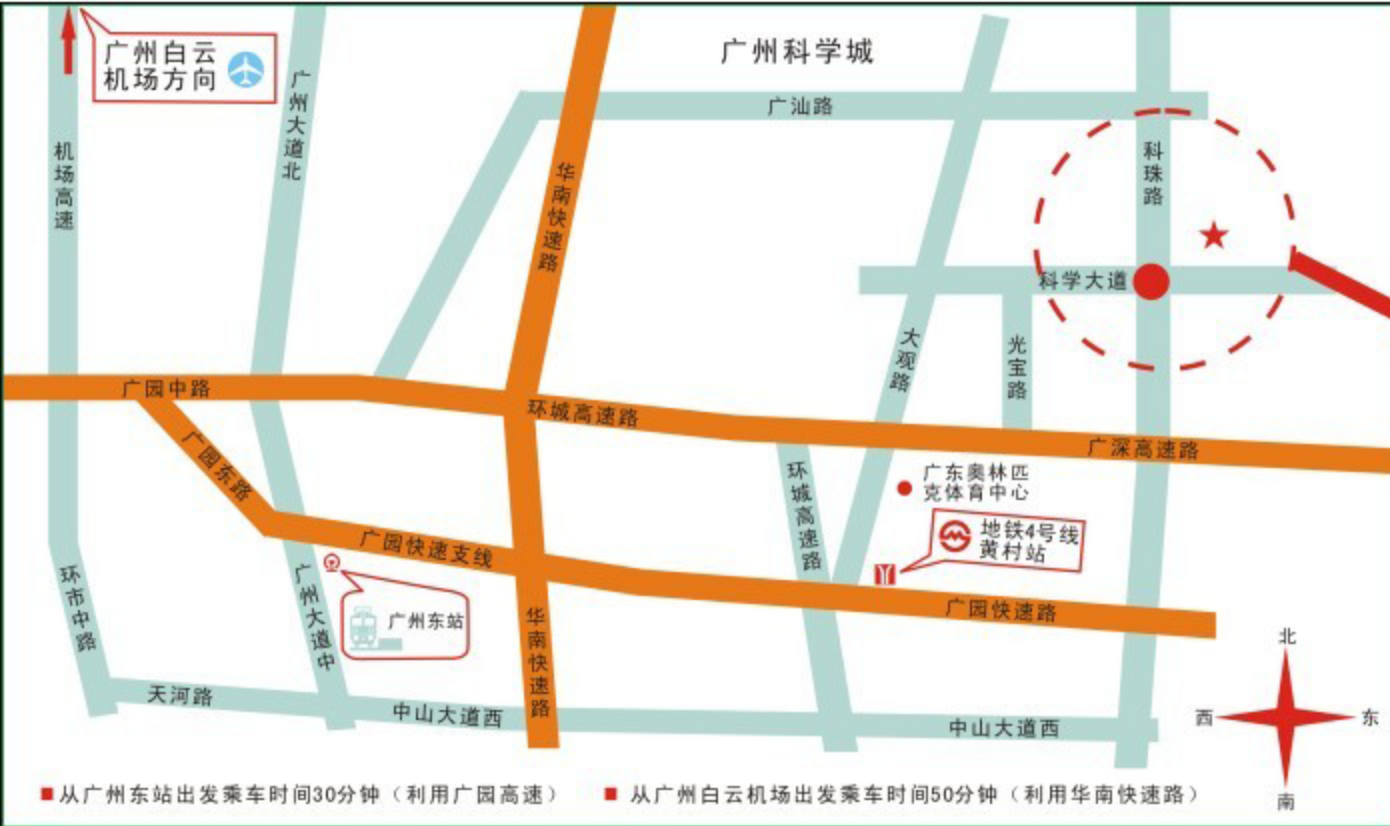 广州白云
机场方向
广州科学城
广汕路
广州大道北
机场高速
华南快速路
科珠路
科学大道
大观路
光宝路
广园中路
环城高速路
广深高速路
广园东路
环城高速路
广东奥林匹
克体育中心
地铁4号线
黄村站
广园快速支线
环市中路
广州大道中
广州东站
华南快速路
广园快速路
北
天河路
中山大道西
中山大道西
西
东
南
从广州东站出发乘车时间30分钟（利用广园高速）
从广州白云机场出发乘车时间50分钟（利用华南快速路）